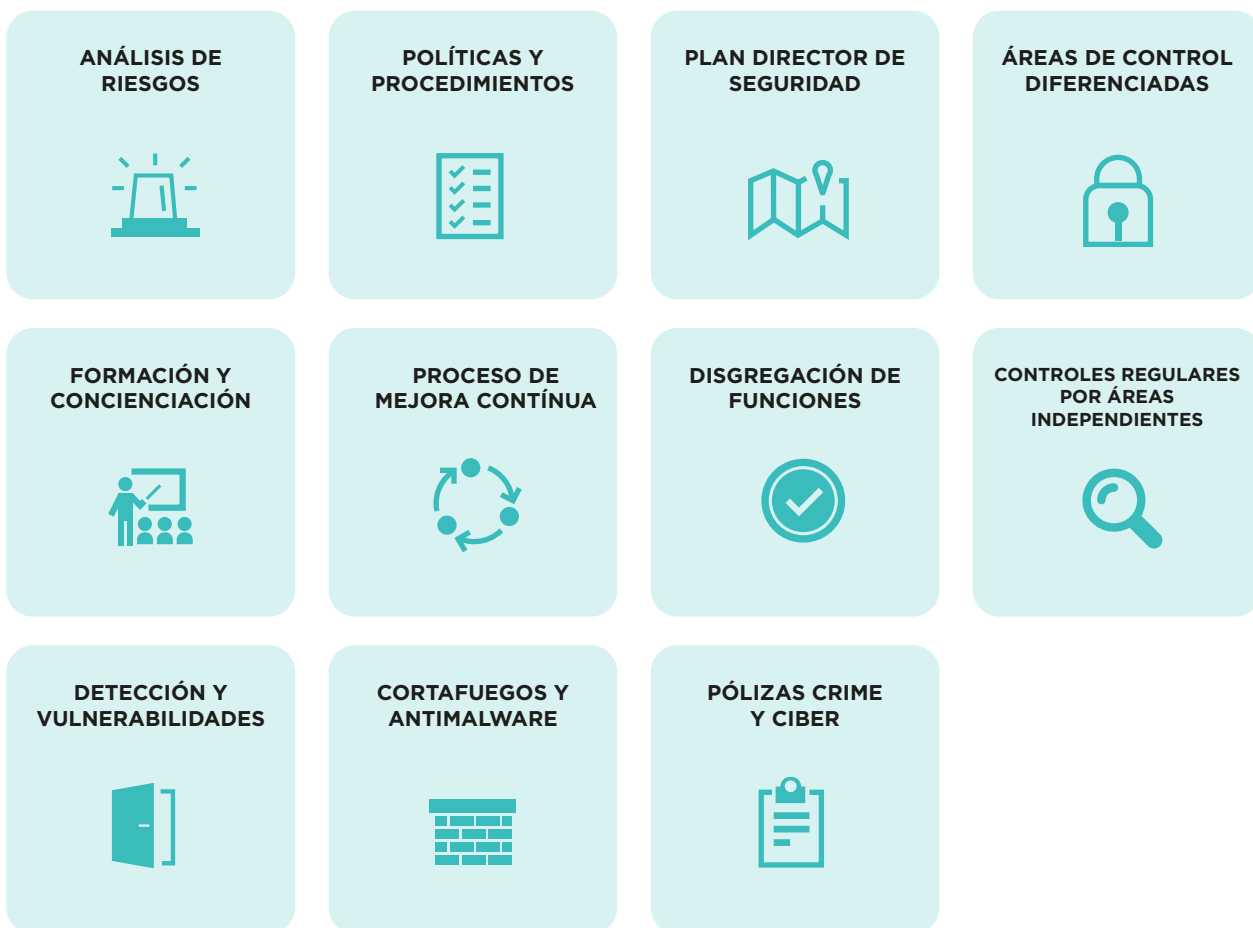 ANÁLISIS DE
RIESGOS
POLÍTICAS Y
PROCEDIMIENTOS
PLAN DIRECTOR DE
SEGURIDAD
ÁREAS DE CONTROL
DIFERENCIADAS
FORMACIÓN Y
CONCIENCIACIÓN
PROCESO DE
MEJORA CONTÍNUA
DISGREGACIÓN DE
FUNCIONES
CONTROLES REGULARES
POR ÁREAS
INDEPENDIENTES
DETECCIÓN Y
VULNERABILIDADES
CORTAFUEGOS Y
ANTIMALWARE
PÓLIZAS CRIME
Y CIBER